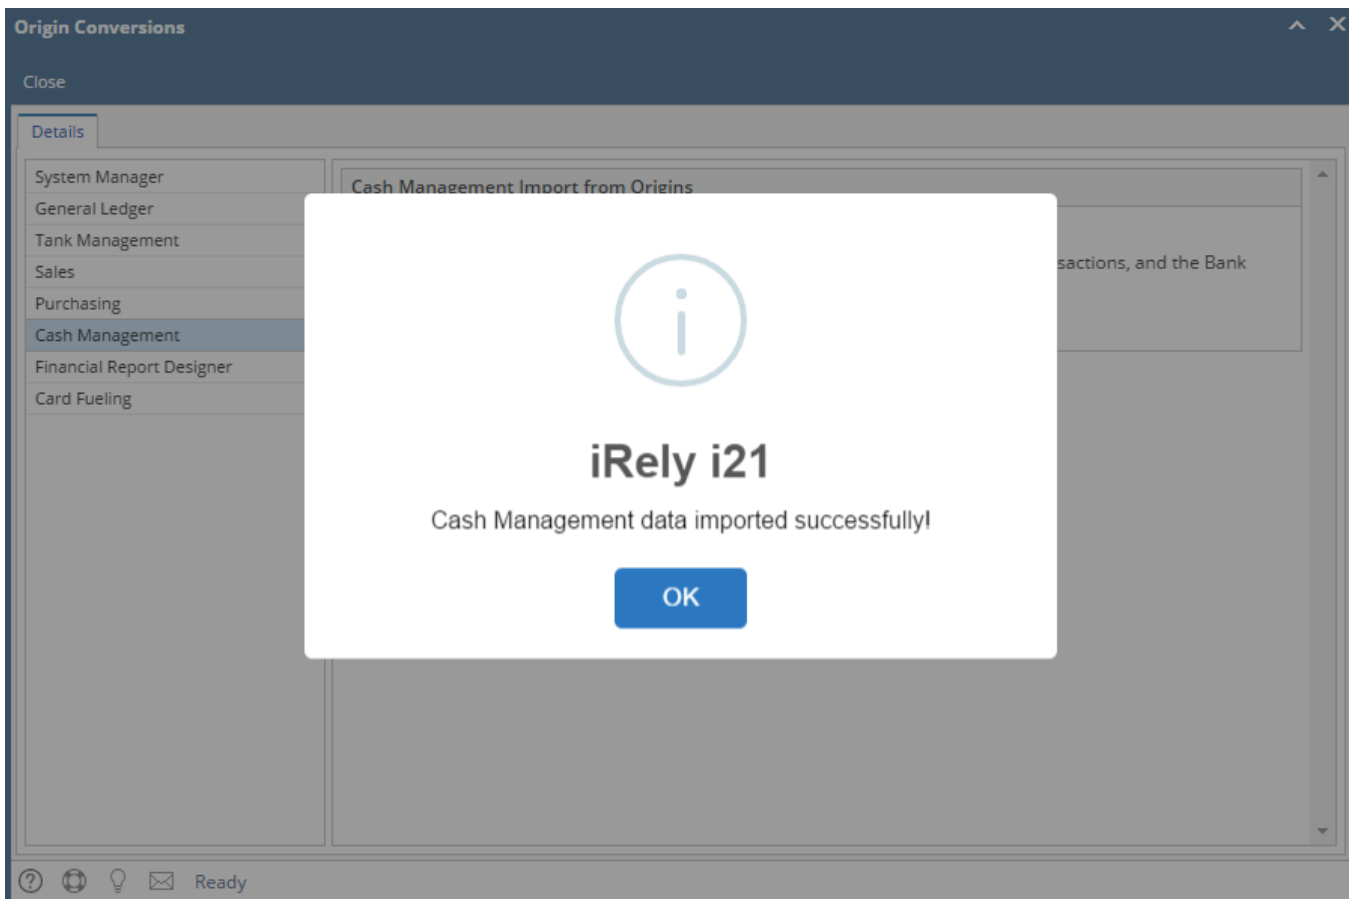 Origin Conversions
Close
Details
System Manager
General Ledger
Tank Management
Sales
Purchasing
Cash Management
Financial Report Designer
Card Fueling
Cash Management Import from Origins
sactions, and the Bank
i
iRely i21
Cash Management data imported successfully!
OK
Ready